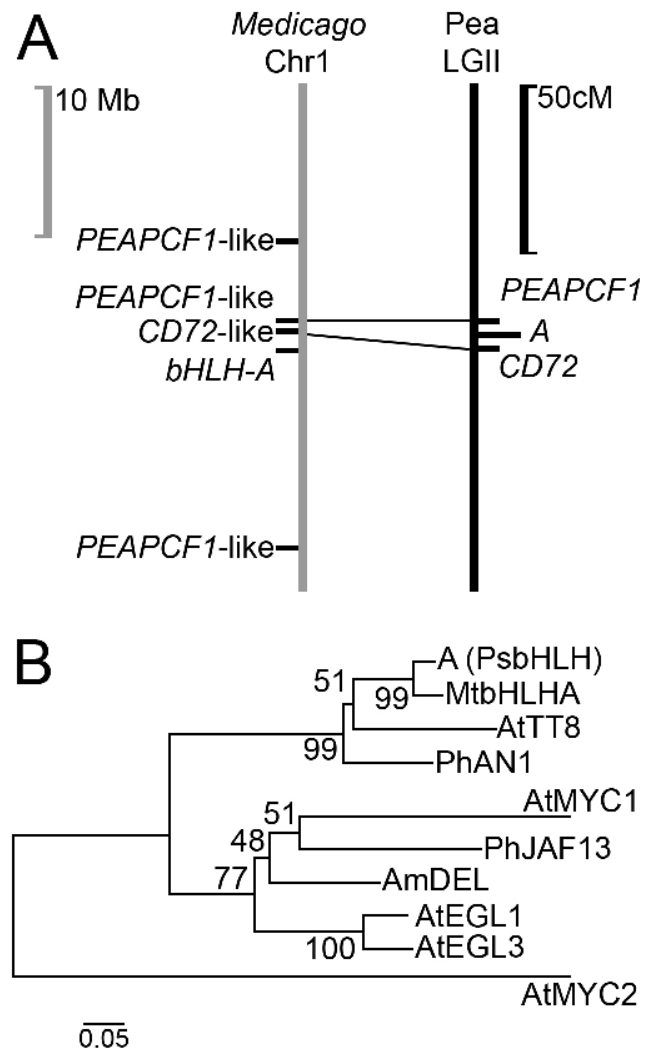 A
Medicago
Chr1
Pea
LGII
10 Mb
50cM
PEAPCF1-like
PEAPCF1-like
PEAPCF1
CD72-like
A
bHLH-A
CD72
PEAPCF1-like
B
A (PsbHLH)
51
99
MtbHLHA
AtTT8
99
PhAN1
AtMYC1
51
48
PhJAF13
77
AmDEL
AtEGL1
100
AtEGL3
AtMYC2
0.05